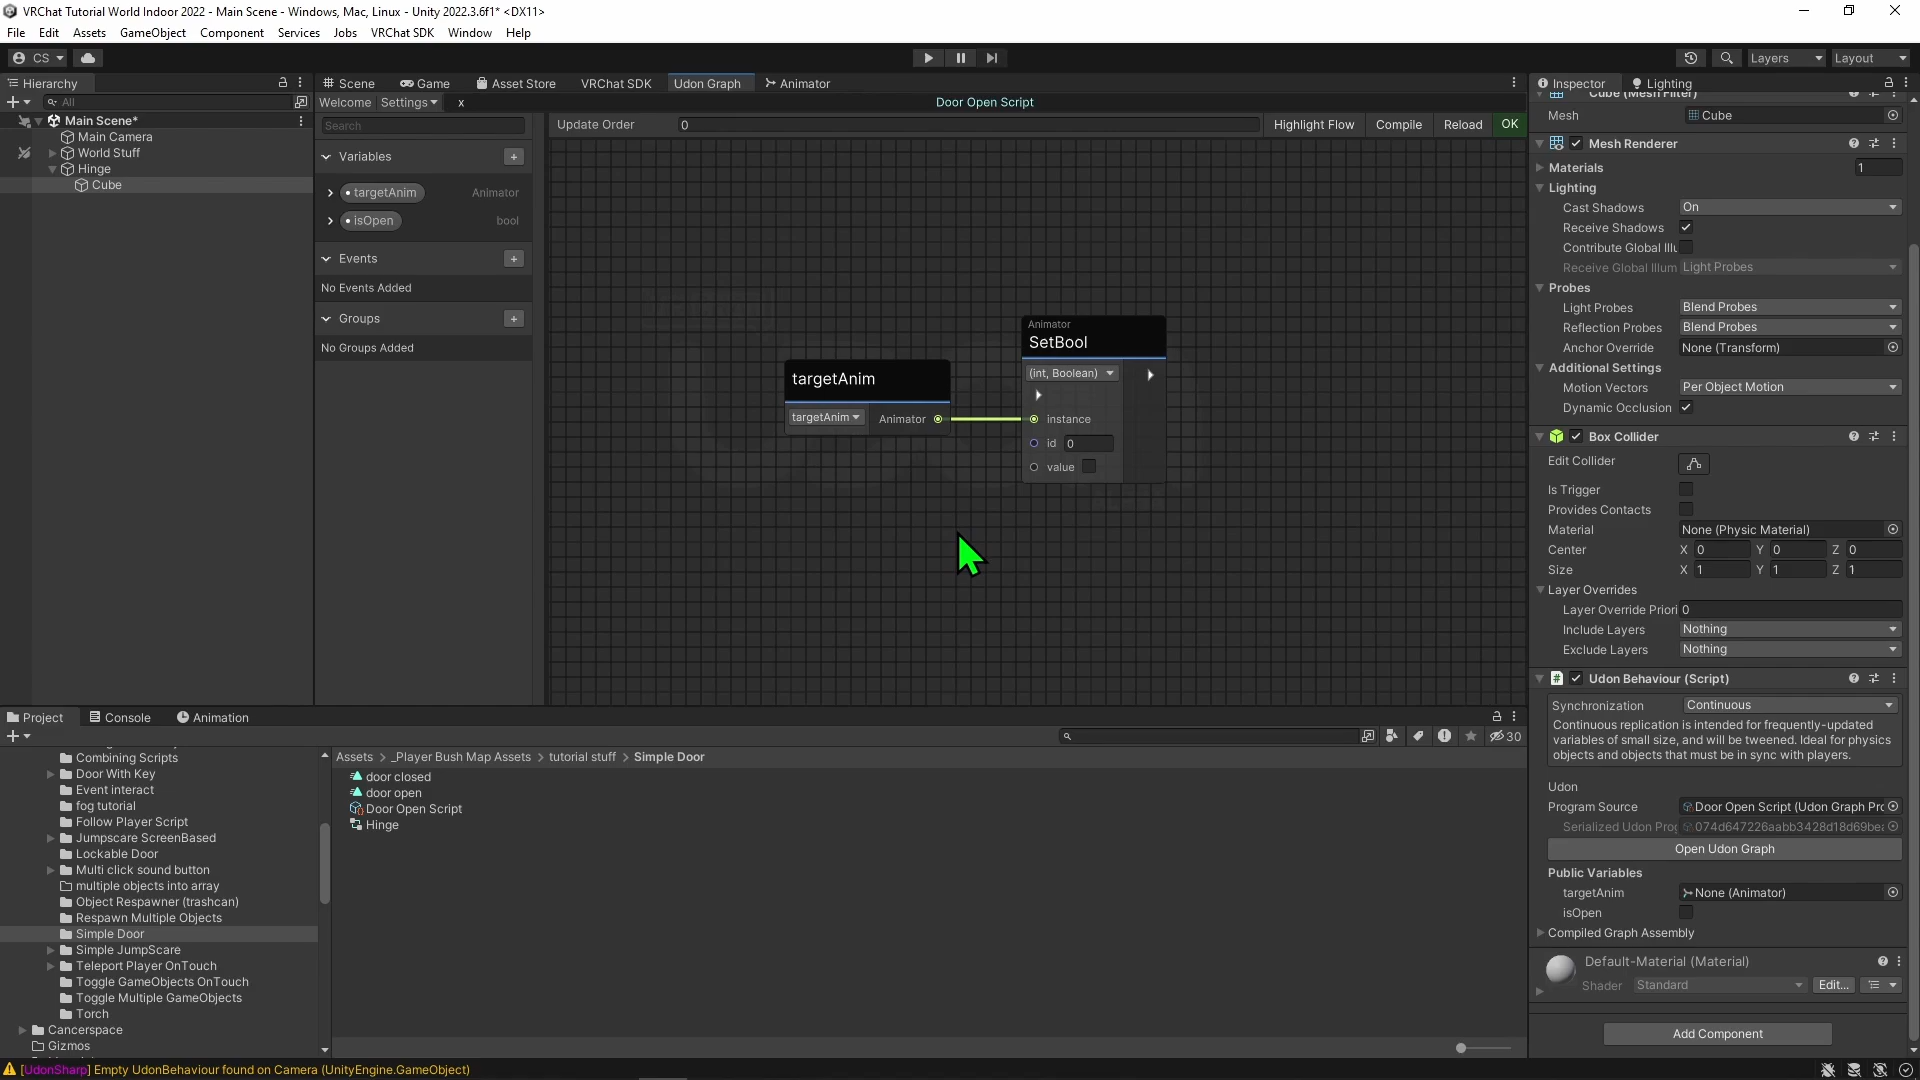 VRChat Tutorial World Indoor 2022 - Main Scene - Windows, Mac, Linux - Unity 2022.3.6f1* <DX11>
File Edit Assets GameObject Component Services Jobs VRChat SDK Window Help
CS Layers Layout
Hierarchy
All
Main Scene*
Main Camera
World Stuff
Hinge
Cube
Scene Game Asset Store VRChat SDK Udon Graph Animator
Welcome Settings x Door Open Script
Search
Variables
targetAnim Animator
isOpen bool
Events
No Events Added
Groups
No Groups Added
Update Order 0 Highlight Flow Compile Reload OK
targetAnim
targetAnim Animator
Animator
SetBool
(int, Boolean)
instance
id 0
value
Inspector Lighting
Cube (Mesh Filter)
Mesh Cube
Mesh Renderer
Materials 1
Lighting
Cast Shadows On
Receive Shadows
Contribute Global Illu
Receive Global Illum Light Probes
Probes
Light Probes Blend Probes
Reflection Probes Blend Probes
Anchor Override None (Transform)
Additional Settings
Motion Vectors Per Object Motion
Dynamic Occlusion
Box Collider
Edit Collider
Is Trigger
Provides Contacts
Material None (Physic Material)
Center X 0 Y 0 Z 0
Size X 1 Y 1 Z 1
Layer Overrides
Layer Override Priori 0
Include Layers Nothing
Exclude Layers Nothing
Udon Behaviour (Script)
Synchronization Continuous
Continuous replication is intended for frequently-updated
variables of small size, and will be tweened. Ideal for physics
objects and objects that must be in sync with players.
Udon
Program Source Door Open Script (Udon Graph Pro
Serialized Udon Prog 074d647226aabb3428d18d69bea
Open Udon Graph
Public Variables
targetAnim None (Animator)
isOpen
Compiled Graph Assembly
Default-Material (Material)
Shader Standard Edit...
Add Component
Project Console Animation
30
Combining Scripts
Door With Key
Event interact
fog tutorial
Follow Player Script
Jumpscare ScreenBased
Lockable Door
Multi click sound button
multiple objects into array
Object Respawner (trashcan)
Respawn Multiple Objects
Simple Door
Simple JumpScare
Teleport Player OnTouch
Toggle GameObjects OnTouch
Toggle Multiple GameObjects
Torch
Cancerspace
Gizmos
Assets > _Player Bush Map Assets > tutorial stuff > Simple Door
door closed
door open
Door Open Script
Hinge
[UdonSharp] Empty UdonBehaviour found on Camera (UnityEngine.GameObject)